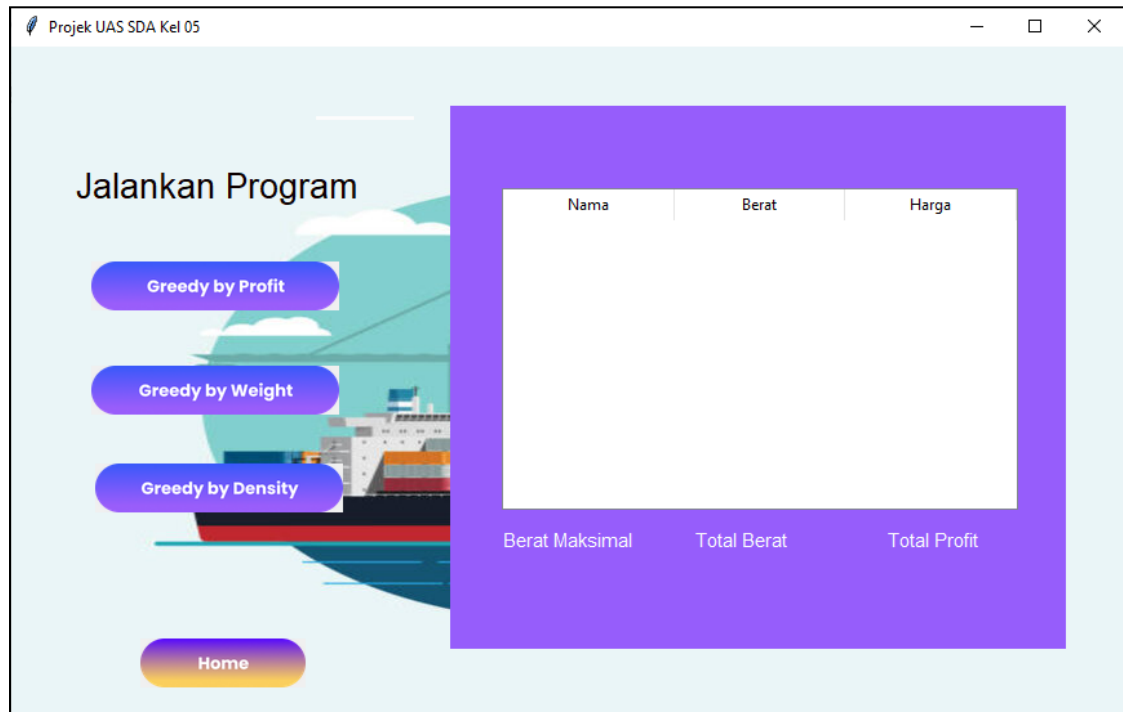 Projek UAS SDA Kel 05
Jalankan Program
Greedy by Profit
Greedy by Weight
Greedy by Density
Home
Nama Berat Harga
Berat Maksimal Total Berat Total Profit